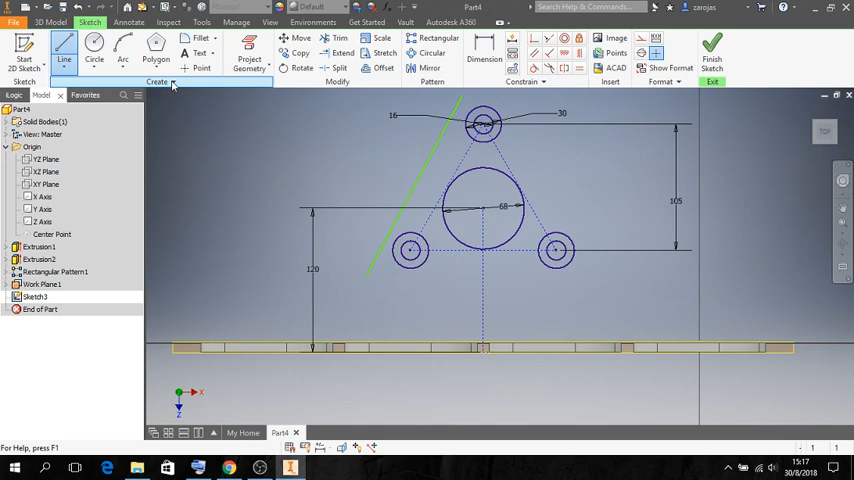 Material
Default
Part4
Search Help & Commands...
zarojas
File
3D Model
Sketch
Annotate
Inspect
Tools
Manage
View
Environments
Get Started
Vault
Autodesk A360
Start
2D Sketch
Line
Circle
Arc
Polygon
Fillet
Text
Point
Project
Geometry
Move
Copy
Rotate
Trim
Extend
Split
Scale
Stretch
Offset
Rectangular
Circular
Mirror
Dimension
Image
Points
ACAD
Show Format
Finish
Sketch
Sketch
Create
Modify
Pattern
Constrain
Insert
Format
Exit
iLogic
Model
Favorites
Part4
Solid Bodies(1)
View: Master
Origin
YZ Plane
XZ Plane
XY Plane
X Axis
Y Axis
Z Axis
Center Point
Extrusion1
Extrusion2
Rectangular Pattern1
Work Plane1
Sketch3
End of Part
16
30
TOP
68
105
120
X
Z
My Home
Part4
For Help, press F1
1
1
15:17
30/8/2018